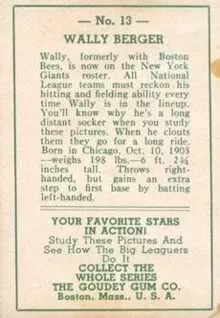 — No. 13 —
WALLY BERGER
Wally, formerly with Boston
Bees, is now on the New York
Giants roster. All National
League teams must reckon his
hitting and fielding ability every
time Wally is in the lineup.
You'll know why he's a long
distant socker when you study
these pictures. When he clouts
them they go for a long ride.
Born in Chicago, Oct. 10, 1905
—weighs 198 lbs.—6 ft. 2¾
inches tall. Throws right-
handed, but gains an extra
step to first base by batting
left-handed.
YOUR FAVORITE STARS
IN ACTION!
Study These Pictures And
See How The Big Leaguers
Do It
COLLECT THE
WHOLE SERIES
THE GOUDEY GUM CO.
Boston, Mass., U. S. A.